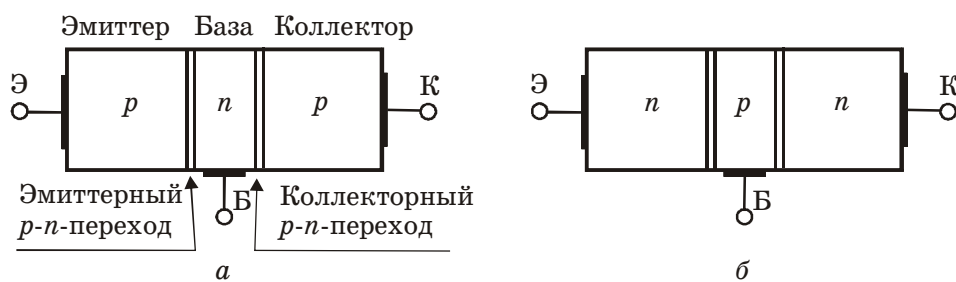 Эмиттер База Коллектор
Э p n p К
Б
Эмиттерный p-n-переход
Коллекторный p-n-переход
а
Э n p n К
Б
б